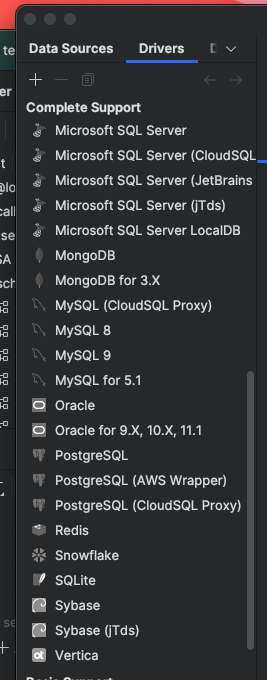 Data Sources
Drivers
Complete Support
Microsoft SQL Server
Microsoft SQL Server (CloudSQL
Microsoft SQL Server (JetBrains
Microsoft SQL Server (jTds)
Microsoft SQL Server LocalDB
MongoDB
MongoDB for 3.X
MySQL (CloudSQL Proxy)
MySQL 8
MySQL 9
MySQL for 5.1
Oracle
Oracle for 9.X, 10.X, 11.1
PostgreSQL
PostgreSQL (AWS Wrapper)
PostgreSQL (CloudSQL Proxy)
Redis
Snowflake
SQLite
Sybase
Sybase (jTds)
Vertica